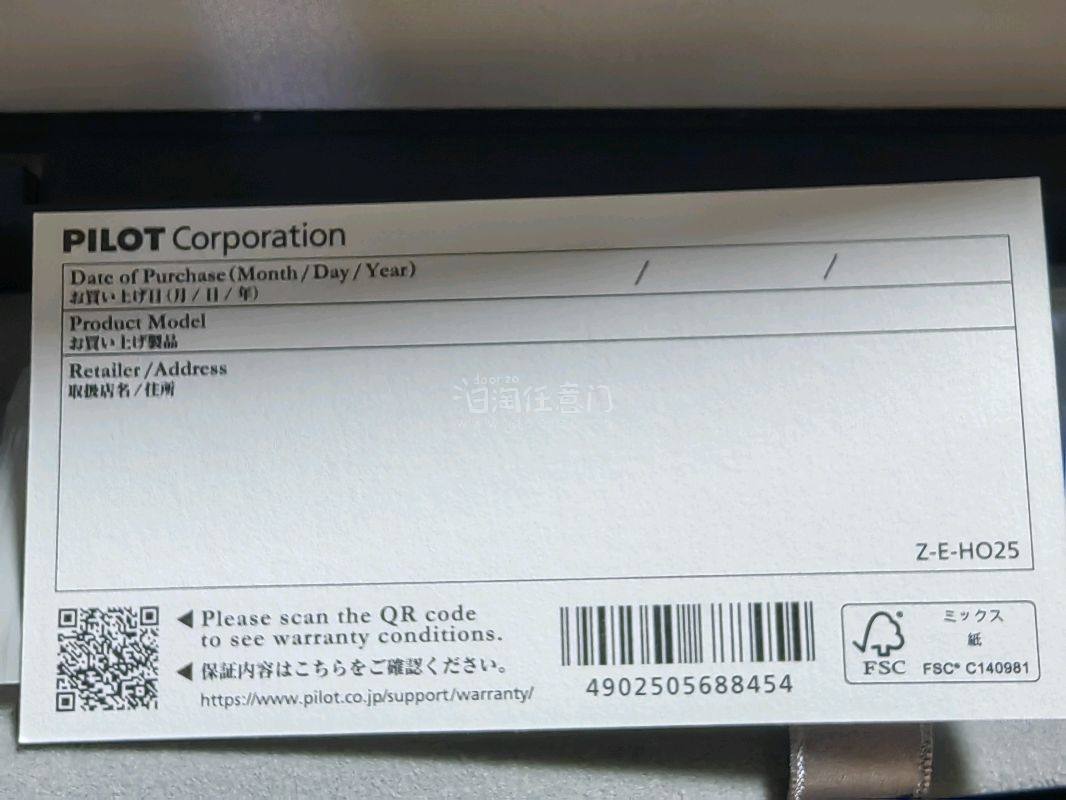 PILOT Corporation
Date of Purchase (Month / Day / Year) / /
お買い上げ日 (月 / 日 / 年)
Product Model
お買い上げ製品
Retailer / Address
取扱店名 / 住所
doorzo
任意门
Z-E-HO25
◀ Please scan the QR code
to see warranty conditions.
◀ 保証内容はこちらをご確認ください。
https://www.pilot.co.jp/support/warranty/
4902505688454
ミックス
紙
FSC
FSC® C140981